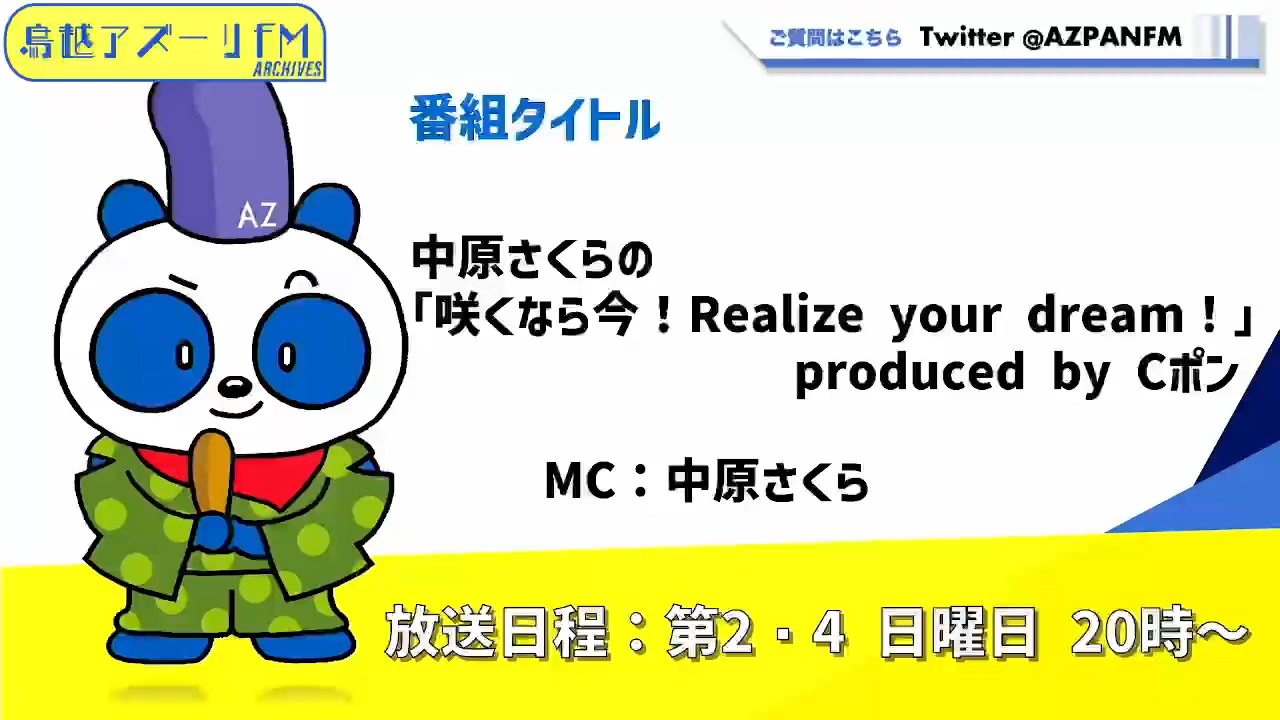 鳥越アズーリFM
ARCHIVES
ご質問はこちら Twitter @AZPANFM
番組タイトル
AZ
中原さくらの
「咲くなら今！Realize your dream！」
produced by Cポン
MC：中原さくら
放送日程：第2・4 日曜日 20時～